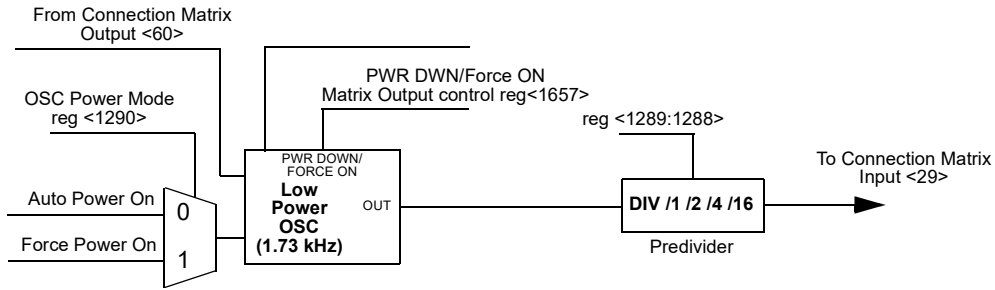 From Connection Matrix
Output <60>
PWR DWN/Force ON
Matrix Output control reg<1657>
OSC Power Mode
reg <1290>
reg <1289:1288>
PWR DOWN/
FORCE ON
Low
Power
OSC
(1.73 kHz)
OUT
To Connection Matrix
Input <29>
Auto Power On
0
Force Power On
1
DIV /1 /2 /4 /16
Predivider